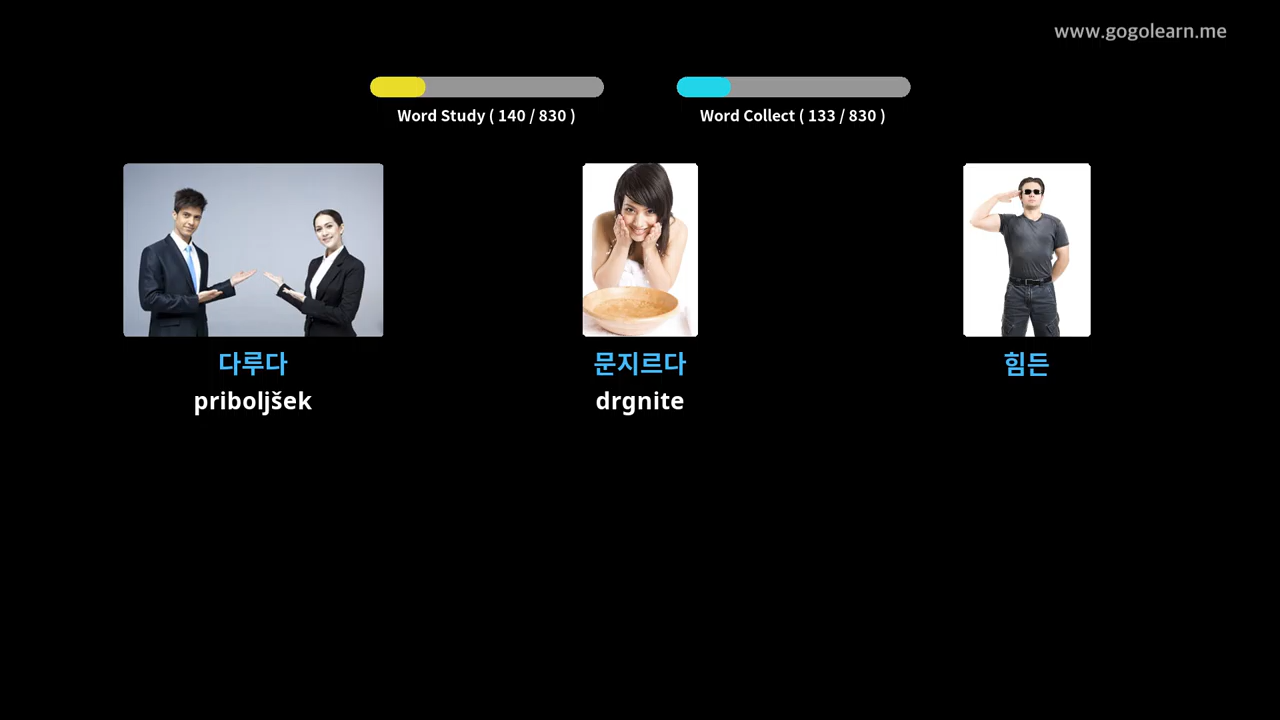 www.gogolearn.me
Word Study ( 140 / 830 )
Word Collect ( 133 / 830 )
다루다
문지르다
힘든
priboljšek
drgnite